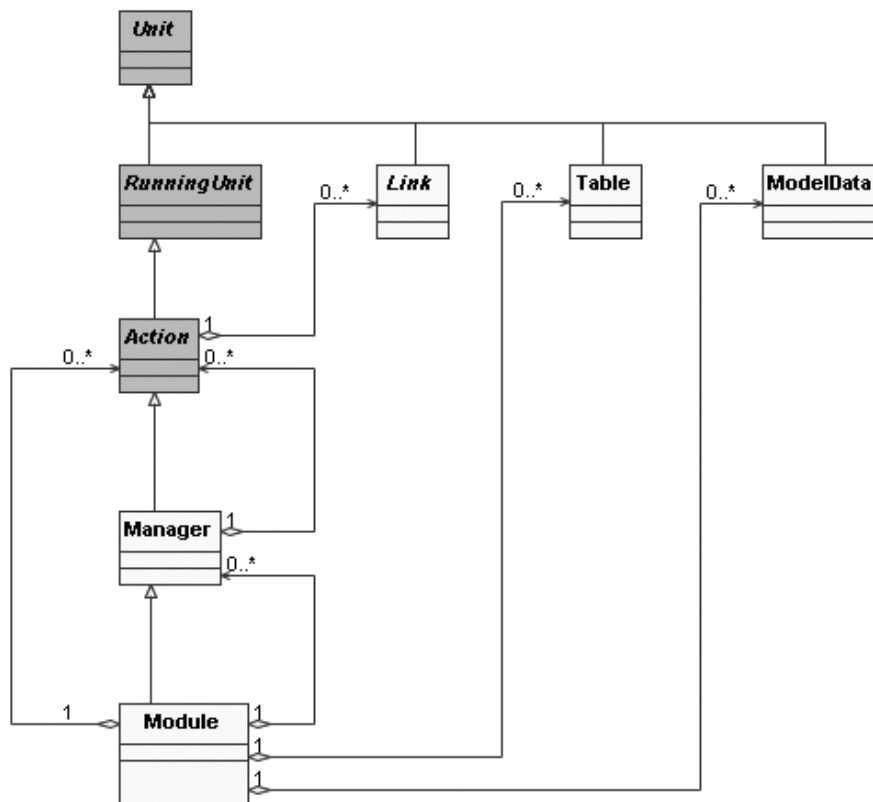 Unit
RunningUnit
Link
Table
ModelData
0..*
0..*
0..*
Action
1
0..*
0..*
Manager
1
0..*
Module
1
1
1
1